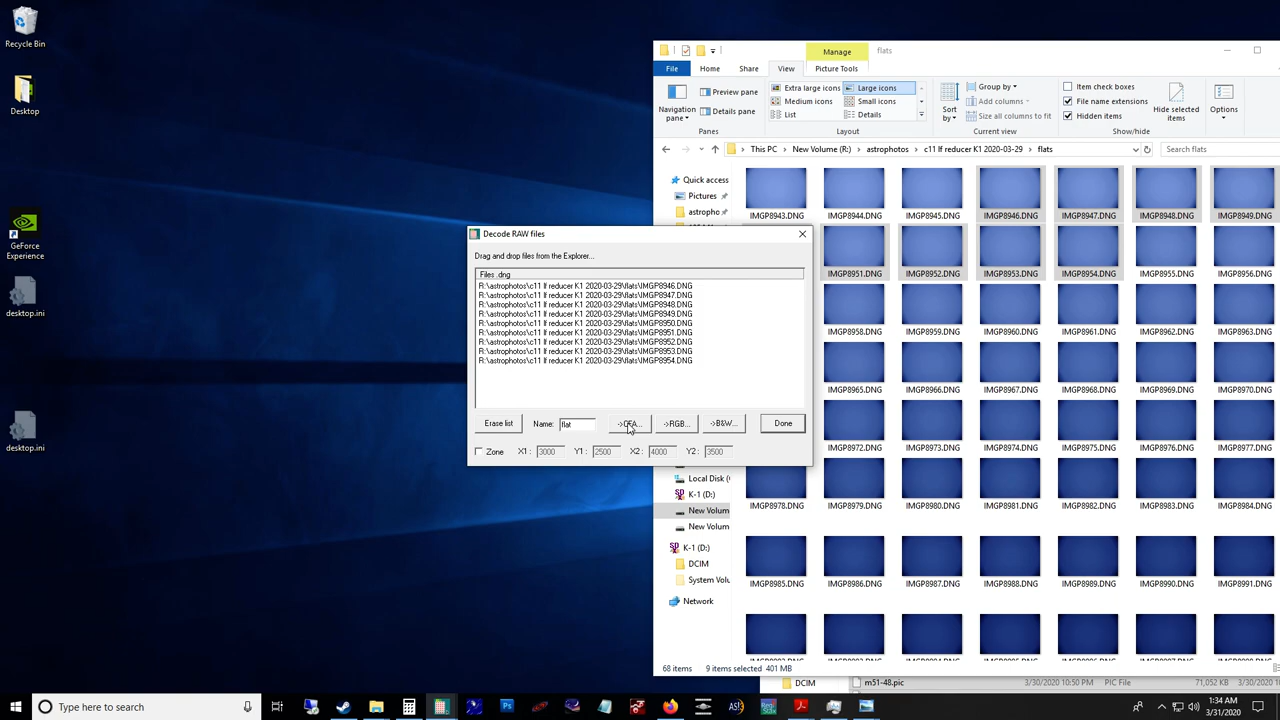 Recycle Bin
Desktop
GeForce
Experience
desktop.ini
desktop.ini
Manage
flats
File
Home
Share
View
Picture Tools
Navigation
pane
Preview pane
Details pane
Panes
Extra large icons
Large icons
Medium icons
Small icons
List
Details
Layout
Sort
by
Group by
Add columns
Size all columns to fit
Current view
Item check boxes
File name extensions
Hidden items
Hide selected
items
Show/hide
Options
This PC > New Volume (R:) > astrophotos > c11 lf reducer K1 2020-03-29 > flats
Search flats
Quick access
Pictures
astropho
IMGP8943.DNG
IMGP8944.DNG
IMGP8945.DNG
IMGP8946.DNG
IMGP8947.DNG
IMGP8948.DNG
IMGP8949.DNG
Decode RAW files
Drag and drop files from the Explorer...
Files .dng
R:\astrophotos\c11 lf reducer K1 2020-03-29\flats\IMGP8946.DNG
R:\astrophotos\c11 lf reducer K1 2020-03-29\flats\IMGP8947.DNG
R:\astrophotos\c11 lf reducer K1 2020-03-29\flats\IMGP8948.DNG
R:\astrophotos\c11 lf reducer K1 2020-03-29\flats\IMGP8949.DNG
R:\astrophotos\c11 lf reducer K1 2020-03-29\flats\IMGP8950.DNG
R:\astrophotos\c11 lf reducer K1 2020-03-29\flats\IMGP8951.DNG
R:\astrophotos\c11 lf reducer K1 2020-03-29\flats\IMGP8952.DNG
R:\astrophotos\c11 lf reducer K1 2020-03-29\flats\IMGP8953.DNG
R:\astrophotos\c11 lf reducer K1 2020-03-29\flats\IMGP8954.DNG
Erase list
Name:
flat
->CFA...
->RGB...
->B&W...
Done
Zone
X1 :
3000
Y1 :
2500
X2 :
4000
Y2 :
3500
IMGP8951.DNG
IMGP8952.DNG
IMGP8953.DNG
IMGP8954.DNG
IMGP8955.DNG
IMGP8956.DNG
IMGP8958.DNG
IMGP8959.DNG
IMGP8960.DNG
IMGP8961.DNG
IMGP8962.DNG
IMGP8963.DNG
IMGP8965.DNG
IMGP8966.DNG
IMGP8967.DNG
IMGP8968.DNG
IMGP8969.DNG
IMGP8970.DNG
IMGP8972.DNG
IMGP8973.DNG
IMGP8974.DNG
IMGP8975.DNG
IMGP8976.DNG
IMGP8977.DNG
Local Disk (
K-1 (D:)
New Volum
New Volum
K-1 (D:)
DCIM
System Volu
Network
IMGP8978.DNG
IMGP8979.DNG
IMGP8980.DNG
IMGP8981.DNG
IMGP8982.DNG
IMGP8983.DNG
IMGP8984.DNG
IMGP8985.DNG
IMGP8986.DNG
IMGP8987.DNG
IMGP8988.DNG
IMGP8989.DNG
IMGP8990.DNG
IMGP8991.DNG
68 items
9 items selected 401 MB
DCIM
m51-48.pic
3/30/2020 10:50 PM
PIC File
71,052 KB
3/30/20
Type here to search
1:34 AM
3/31/2020